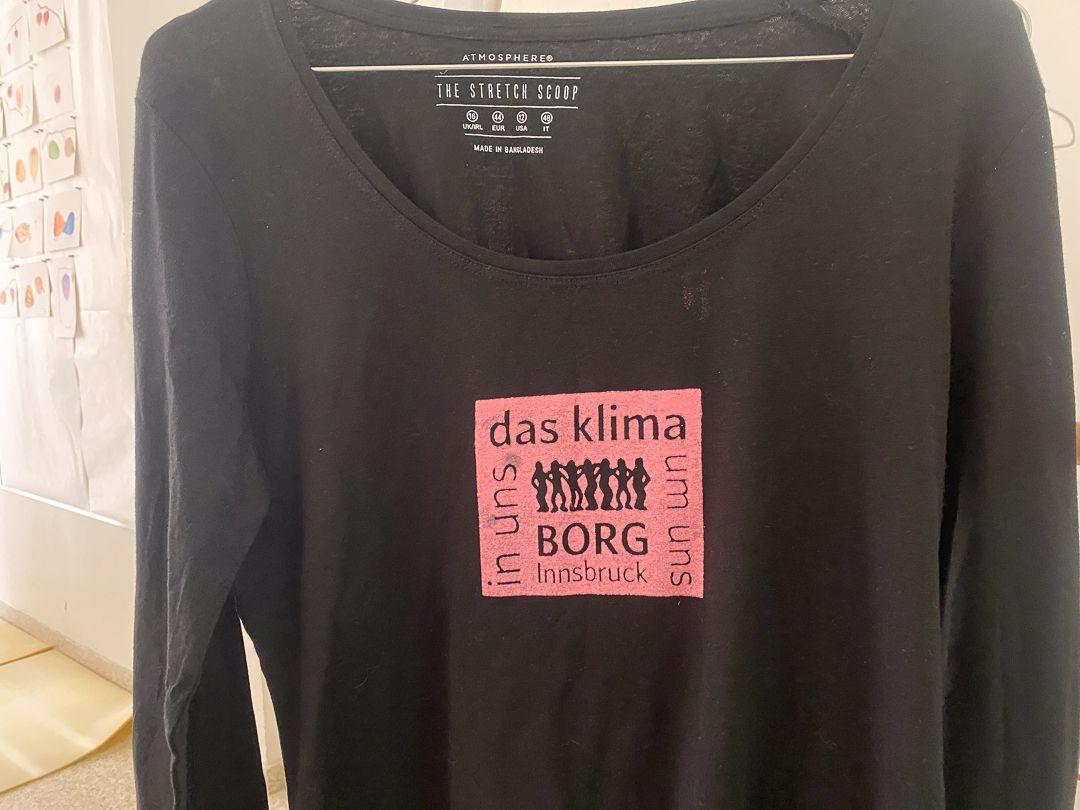 ATMOSPHERE®
THE STRETCH SCOOP
16 44 12 48
UK/IRL EUR USA IT
MADE IN BANGLADESH
das klima
in uns
um uns
BORG
Innsbruck